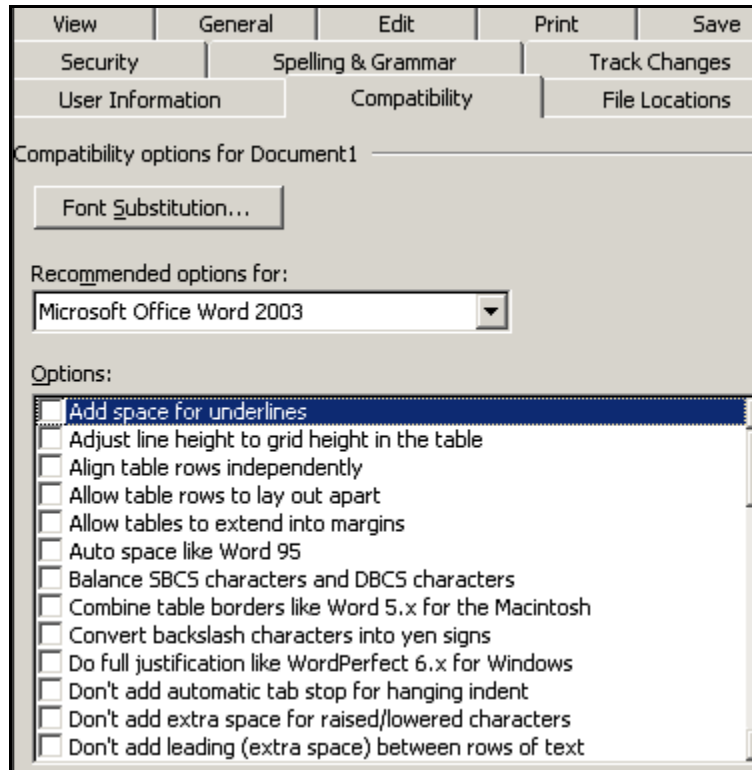 View General Edit Print Save
Security Spelling & Grammar Track Changes
User Information Compatibility File Locations
Compatibility options for Document1
Font Substitution...
Recommended options for:
Microsoft Office Word 2003
Options:
Add space for underlines
Adjust line height to grid height in the table
Align table rows independently
Allow table rows to lay out apart
Allow tables to extend into margins
Auto space like Word 95
Balance SBCS characters and DBCS characters
Combine table borders like Word 5.x for the Macintosh
Convert backslash characters into yen signs
Do full justification like WordPerfect 6.x for Windows
Don't add automatic tab stop for hanging indent
Don't add extra space for raised/lowered characters
Don't add leading (extra space) between rows of text